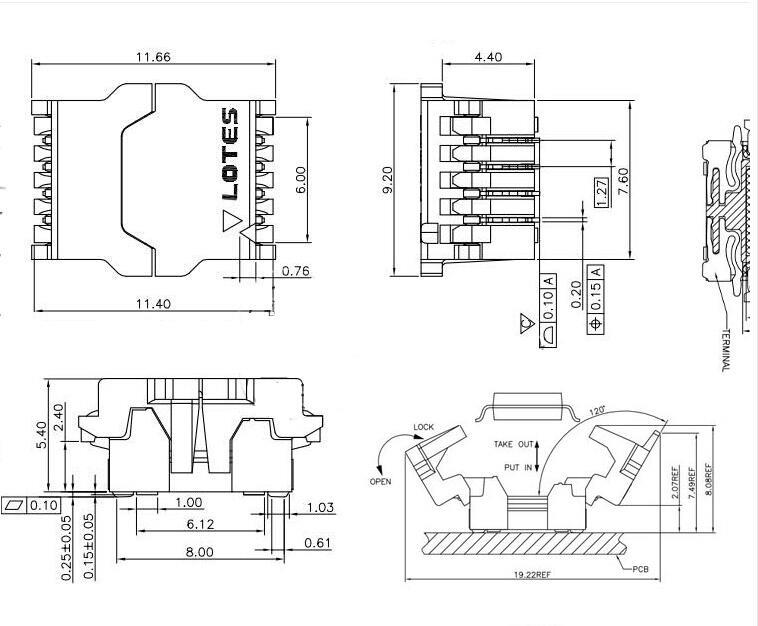 11.66
LOTES
6.00
0.76
11.40
4.40
9.20
7.60
1.27
0.20
0.10 A
0.15 A
C
TERMINAL
5.40
2.40
0.10
0.25±0.05
0.15±0.05
1.00
6.12
8.00
1.03
0.61
LOCK
OPEN
TAKE OUT
PUT IN
120°
2.07REF
7.49REF
8.08REF
19.22REF
PCB